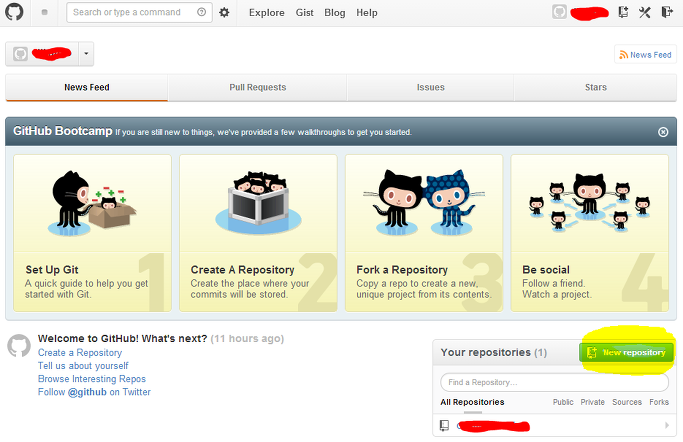 Search or type a command
Explore Gist Blog Help
News Feed
News Feed Pull Requests Issues Stars
GitHub Bootcamp If you are still new to things, we've provided a few walkthroughs to get you started.
1
Set Up Git
A quick guide to help you get
started with Git.
2
Create A Repository
Create the place where your
commits will be stored.
3
Fork a Repository
Copy a repo to create a new,
unique project from its contents.
4
Be social
Follow a friend.
Watch a project.
Welcome to GitHub! What's next? (11 hours ago)
Create a Repository
Tell us about yourself
Browse Interesting Repos
Follow @github on Twitter
Your repositories (1) New repository
Find a Repository...
All Repositories Public Private Sources Forks